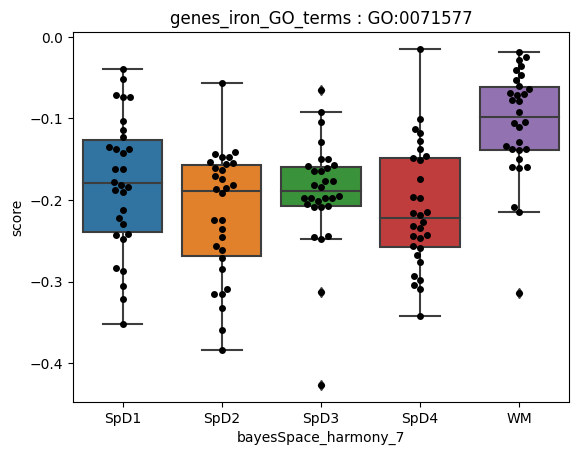 genes_iron_GO_terms : GO:0071577
0.0
−0.1
−0.2
−0.3
−0.4
score
SpD1 SpD2 SpD3 SpD4 WM
bayesSpace_harmony_7